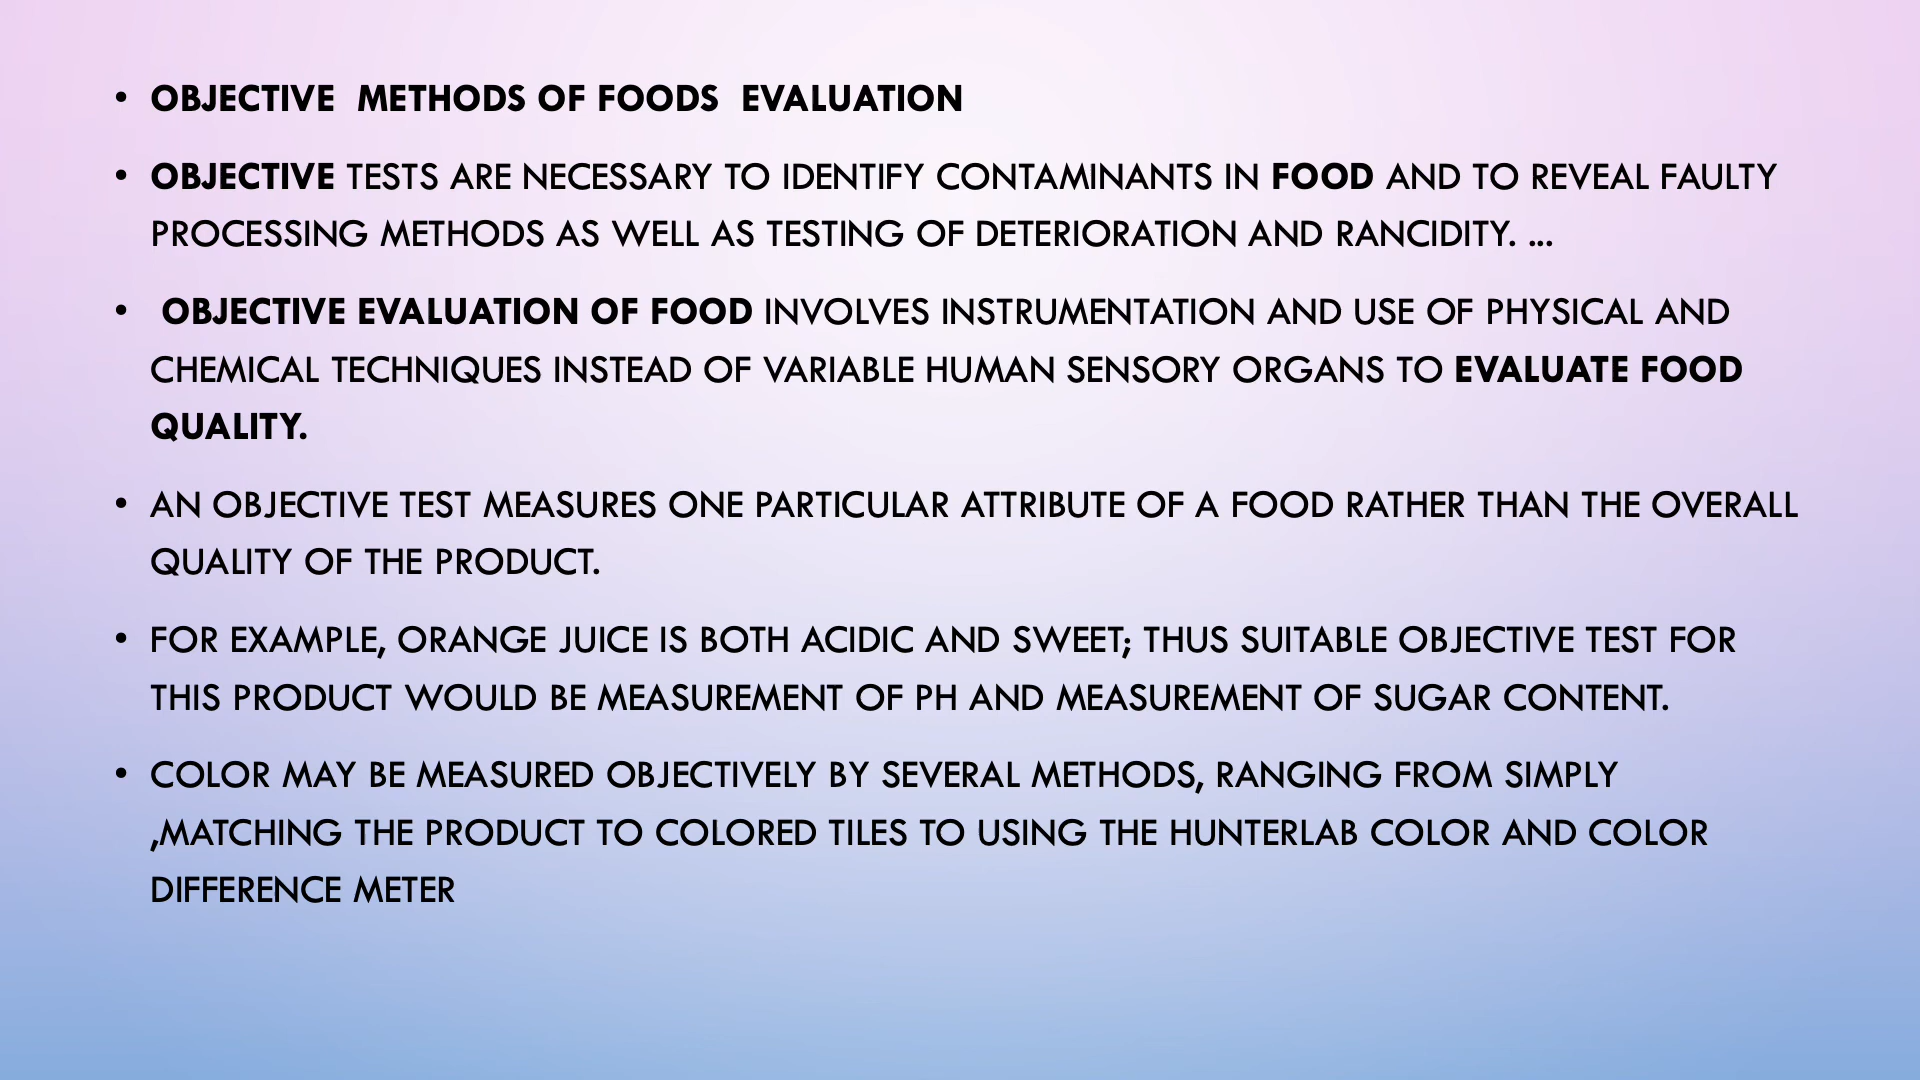 • OBJECTIVE  METHODS OF FOODS  EVALUATION
• OBJECTIVE TESTS ARE NECESSARY TO IDENTIFY CONTAMINANTS IN FOOD AND TO REVEAL FAULTY
PROCESSING METHODS AS WELL AS TESTING OF DETERIORATION AND RANCIDITY. ...
•  OBJECTIVE EVALUATION OF FOOD INVOLVES INSTRUMENTATION AND USE OF PHYSICAL AND
CHEMICAL TECHNIQUES INSTEAD OF VARIABLE HUMAN SENSORY ORGANS TO EVALUATE FOOD
QUALITY.
• AN OBJECTIVE TEST MEASURES ONE PARTICULAR ATTRIBUTE OF A FOOD RATHER THAN THE OVERALL
QUALITY OF THE PRODUCT.
• FOR EXAMPLE, ORANGE JUICE IS BOTH ACIDIC AND SWEET; THUS SUITABLE OBJECTIVE TEST FOR
THIS PRODUCT WOULD BE MEASUREMENT OF PH AND MEASUREMENT OF SUGAR CONTENT.
• COLOR MAY BE MEASURED OBJECTIVELY BY SEVERAL METHODS, RANGING FROM SIMPLY
,MATCHING THE PRODUCT TO COLORED TILES TO USING THE HUNTERLAB COLOR AND COLOR
DIFFERENCE METER